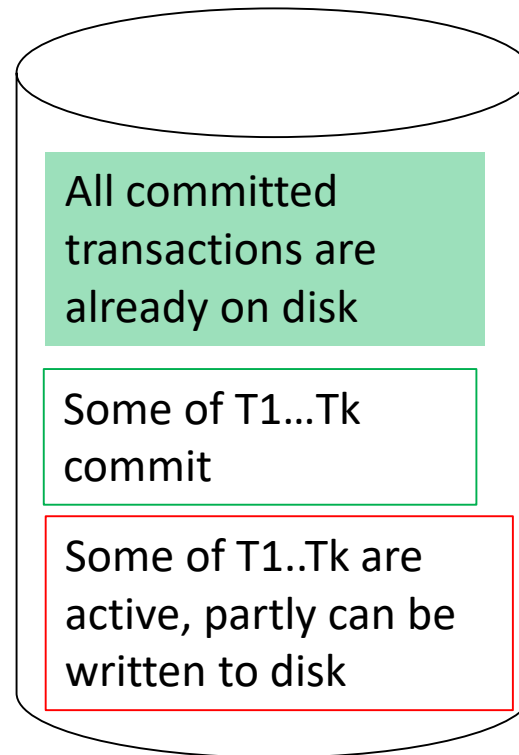 All committed
transactions are
already on disk
Some of T1…Tk
commit
Some of T1..Tk are
active, partly can be
written to disk